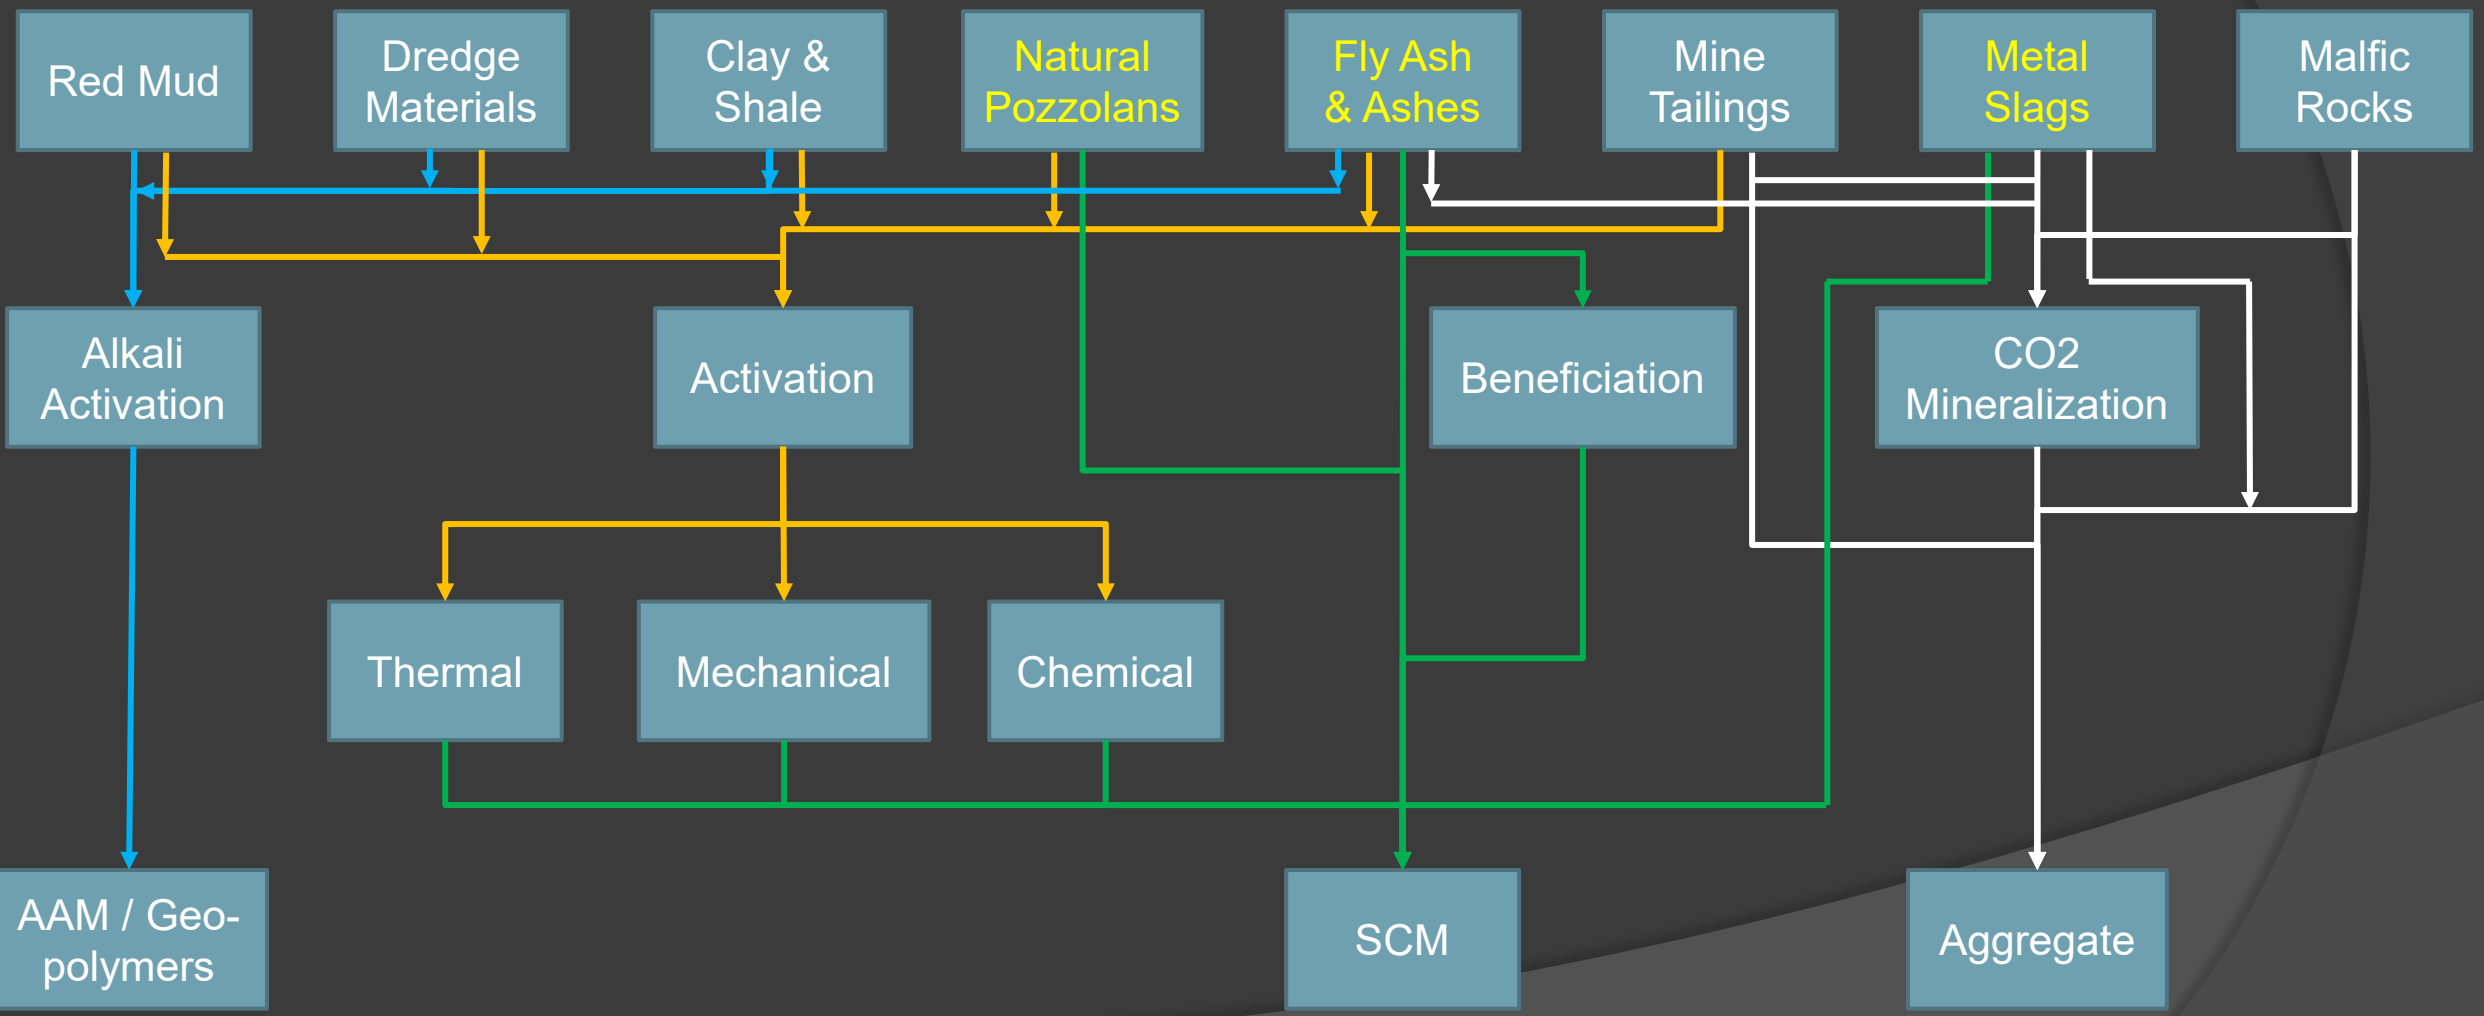 Red Mud
Dredge
Materials
Clay &
Shale
Natural
Pozzolans
Fly Ash
& Ashes
Mine
Tailings
Metal
Slags
Malfic
Rocks
Alkali
Activation
Activation
Beneficiation
CO2
Mineralization
Thermal
Mechanical
Chemical
AAM / Geo-
polymers
SCM
Aggregate